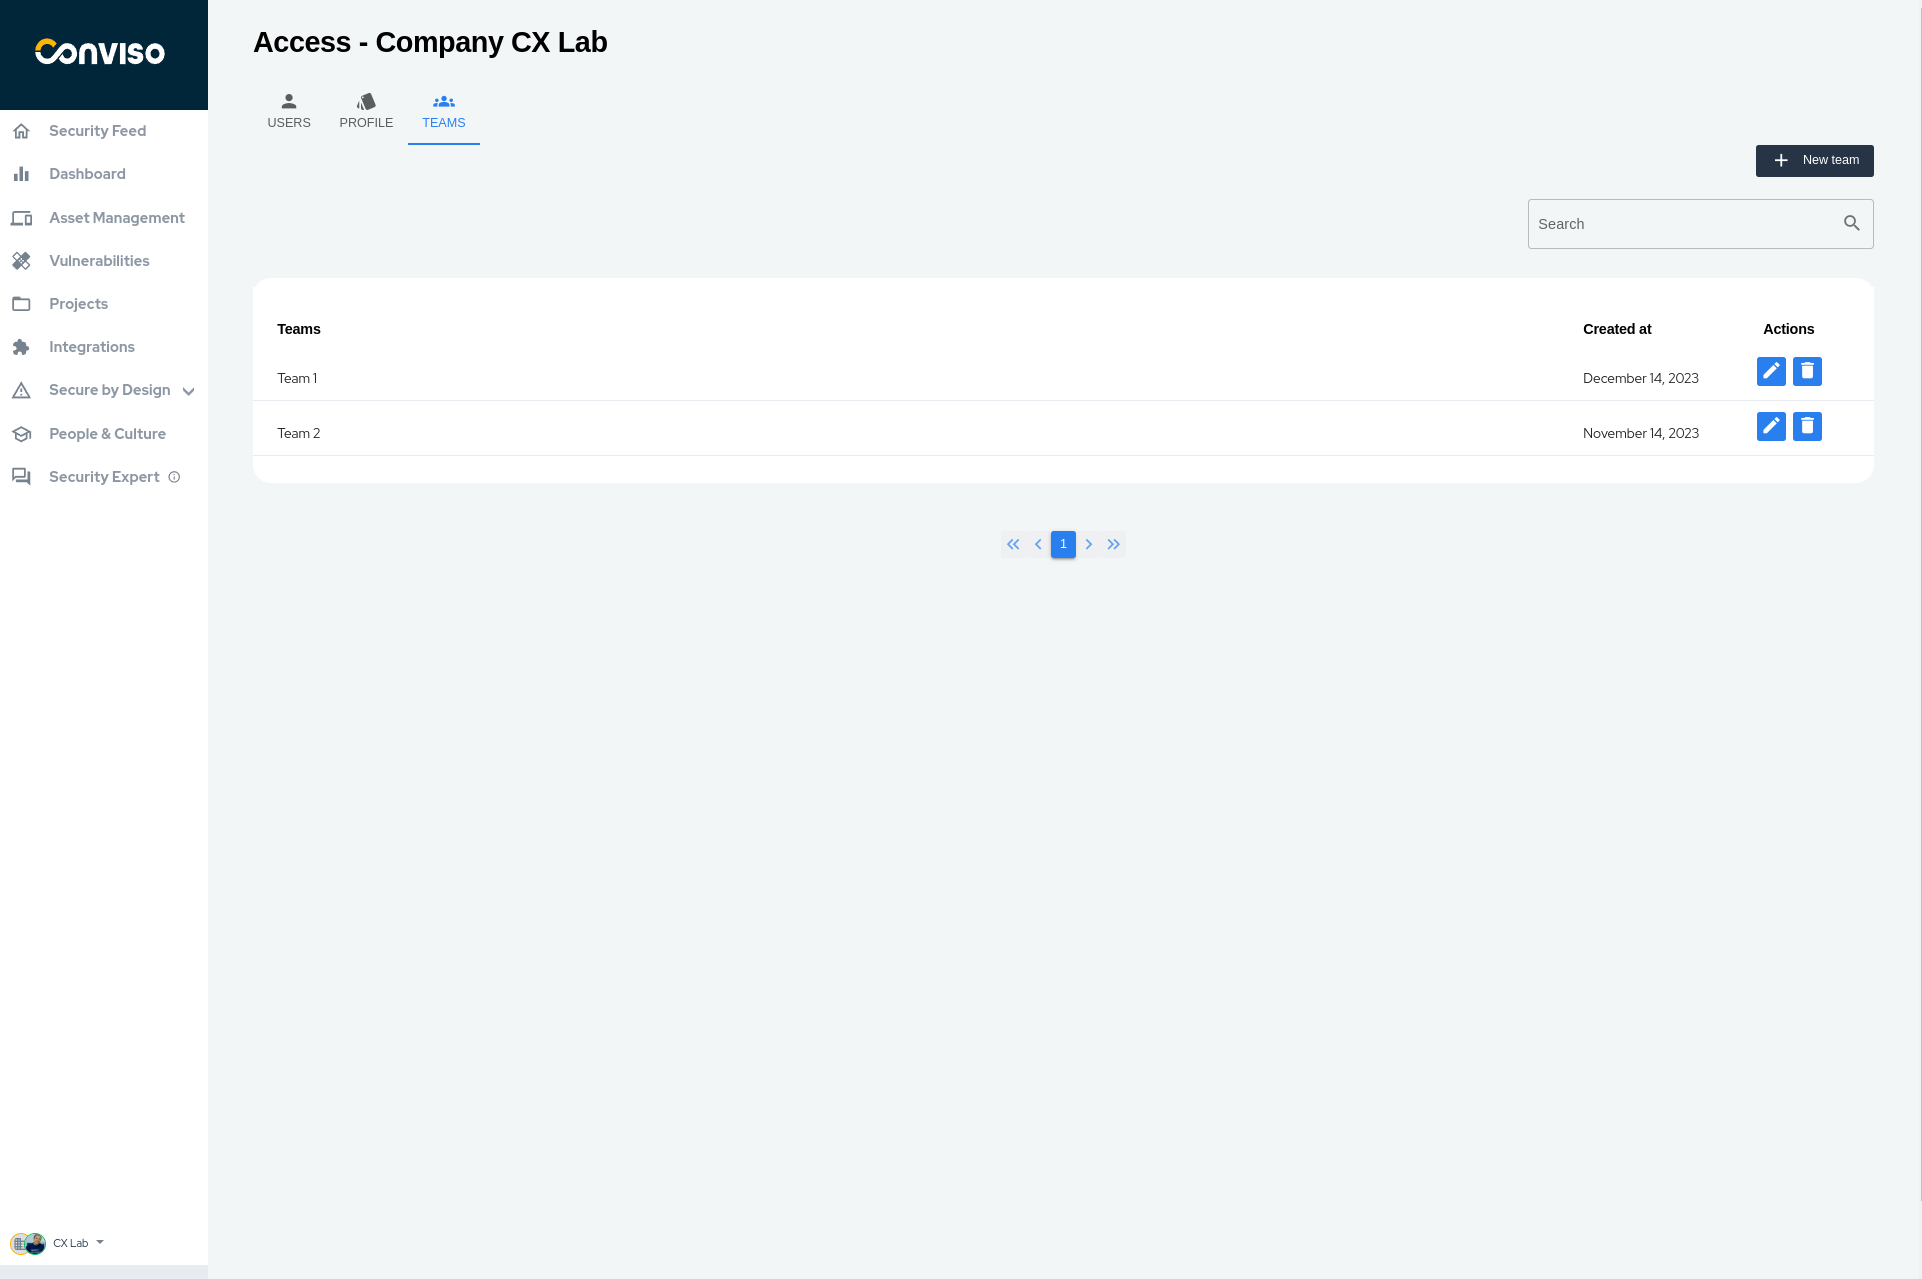 Conviso
Security Feed
Dashboard
Asset Management
Vulnerabilities
Projects
Integrations
Secure by Design
People & Culture
Security Expert
CX Lab
Access - Company CX Lab
USERS PROFILE TEAMS
New team
Search
Teams Created at Actions
Team 1 December 14, 2023
Team 2 November 14, 2023
1